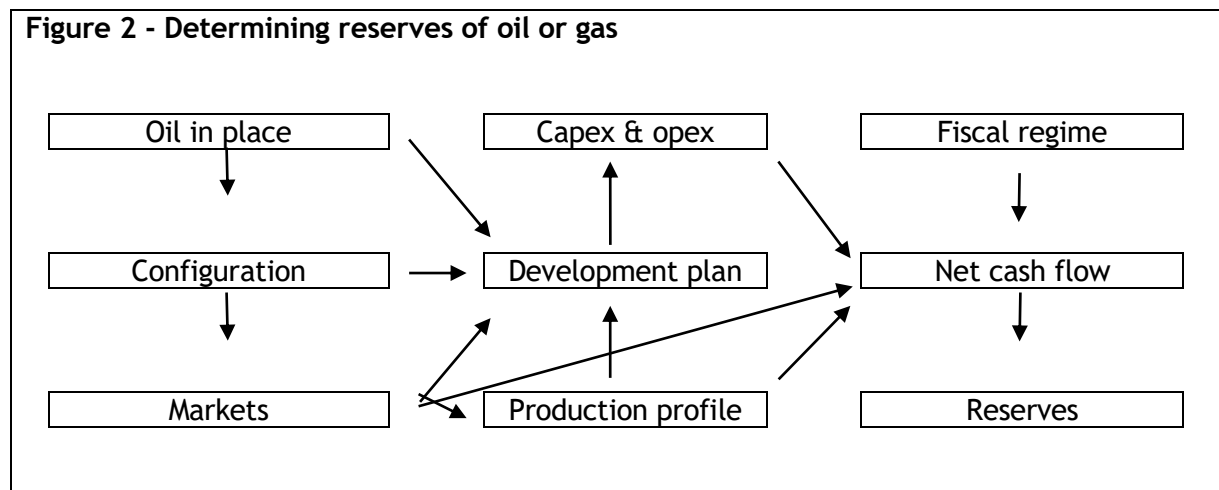 Figure 2 - Determining reserves of oil or gas
Oil in place
Capex & opex
Fiscal regime
Configuration
Development plan
Net cash flow
Markets
Production profile
Reserves